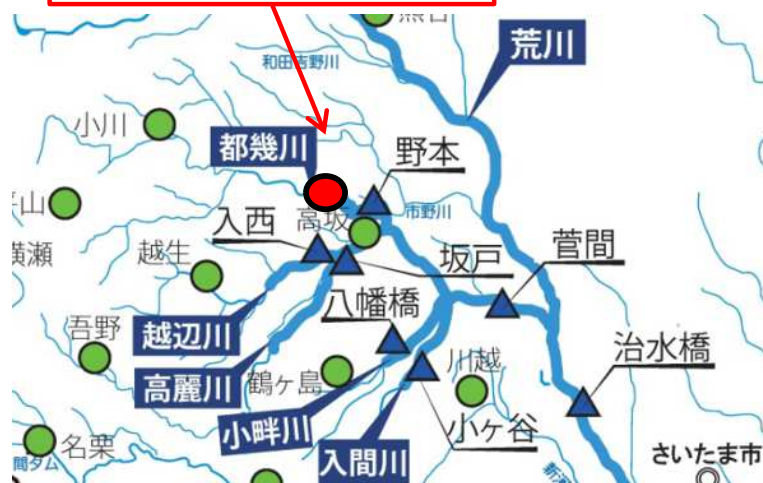 荒川
和田吉野川
小川
都幾川
野本
市野川
高坂
入西
坂戸
菅間
横瀬
越生
八幡橋
越辺川
吾野
治水橋
高麗川
鶴ヶ島
川越
小畔川
小ヶ谷
名栗
入間川
さいたま市